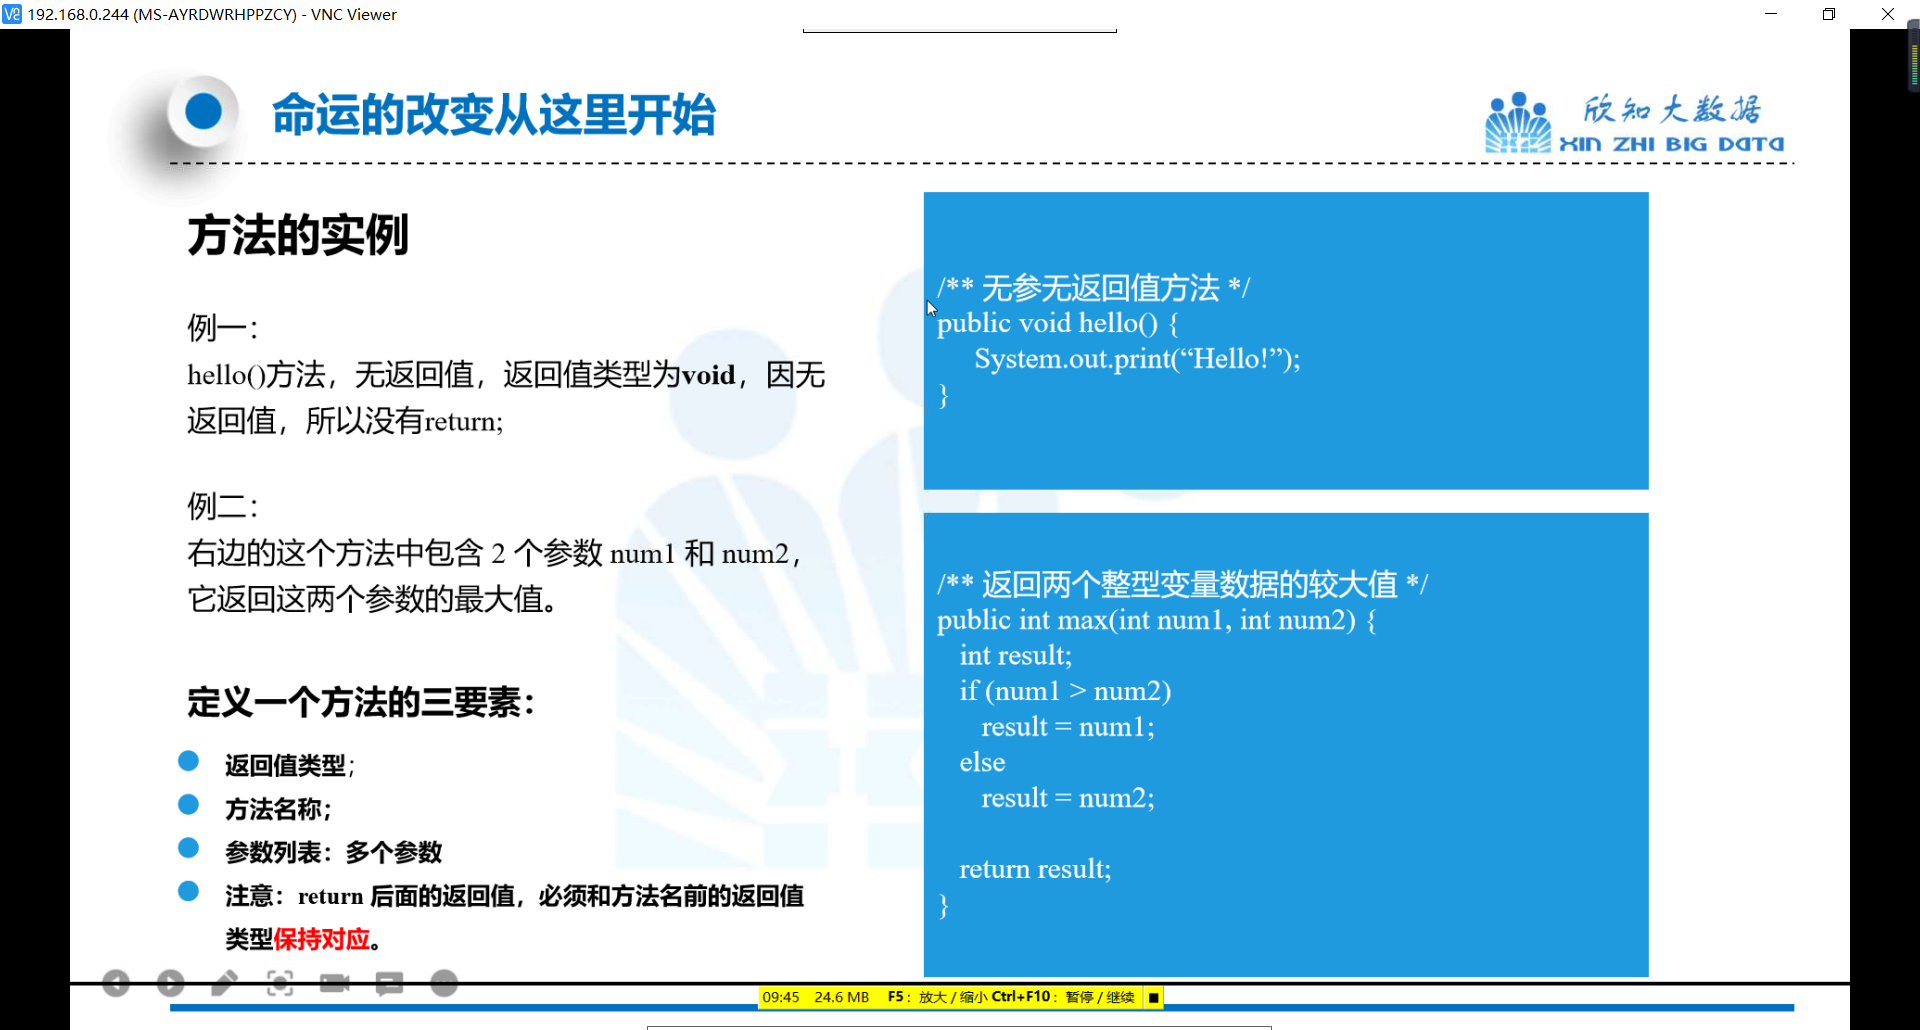 192.168.0.244 (MS-AYRDWRHPPZCY) - VNC Viewer
命运的改变从这里开始
欣知大数据
XIN ZHI BIG DATA
方法的实例
例一：
hello()方法，无返回值，返回值类型为void，因无
返回值，所以没有return;
例二：
右边的这个方法中包含 2 个参数 num1 和 num2，
它返回这两个参数的最大值。
定义一个方法的三要素：
返回值类型;
方法名称；
参数列表：多个参数
注意：return 后面的返回值，必须和方法名前的返回值
类型保持对应。
/** 无参无返回值方法 */
public void hello() {
System.out.print(“Hello!”);
}
/** 返回两个整型变量数据的较大值 */
public int max(int num1, int num2) {
int result;
if (num1 > num2)
result = num1;
else
result = num2;
return result;
}
09:45 24.6 MB F5：放大 / 缩小 Ctrl+F10：暂停 / 继续